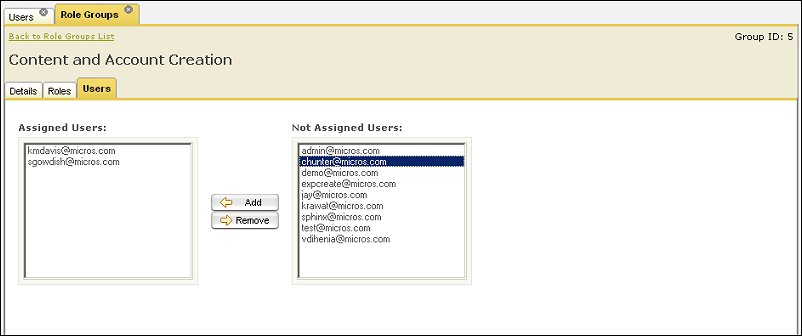 Users
Role Groups
Back to Role Groups List
Group ID: 5
Content and Account Creation
Details
Roles
Users
Assigned Users:
kmdavis@micros.com
sgowdish@micros.com
Add
Remove
Not Assigned Users:
admin@micros.com
chunter@micros.com
demo@micros.com
expcreate@micros.com
jay@micros.com
krawat@micros.com
sphinx@micros.com
test@micros.com
vdihenia@micros.com